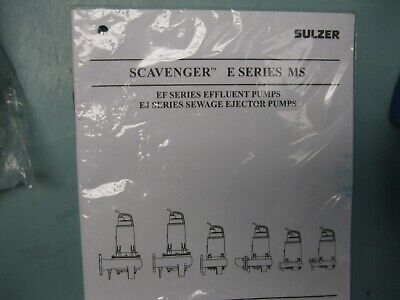 SULZER
SCAVENGER™ E SERIES MS
EF SERIES EFFLUENT PUMPS
EJ SERIES SEWAGE EJECTOR PUMPS